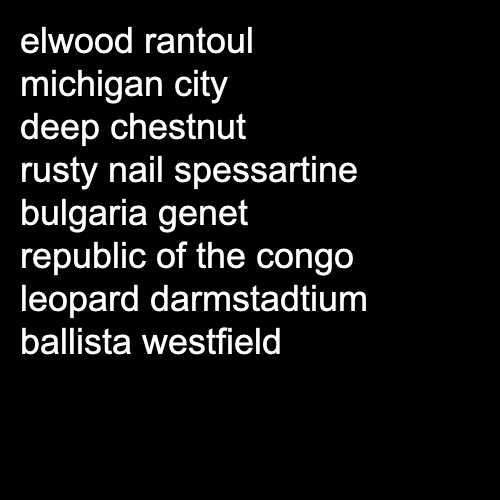 elwood rantoul
michigan city
deep chestnut
rusty nail spessartine
bulgaria genet
republic of the congo
leopard darmstadtium
ballista westfield